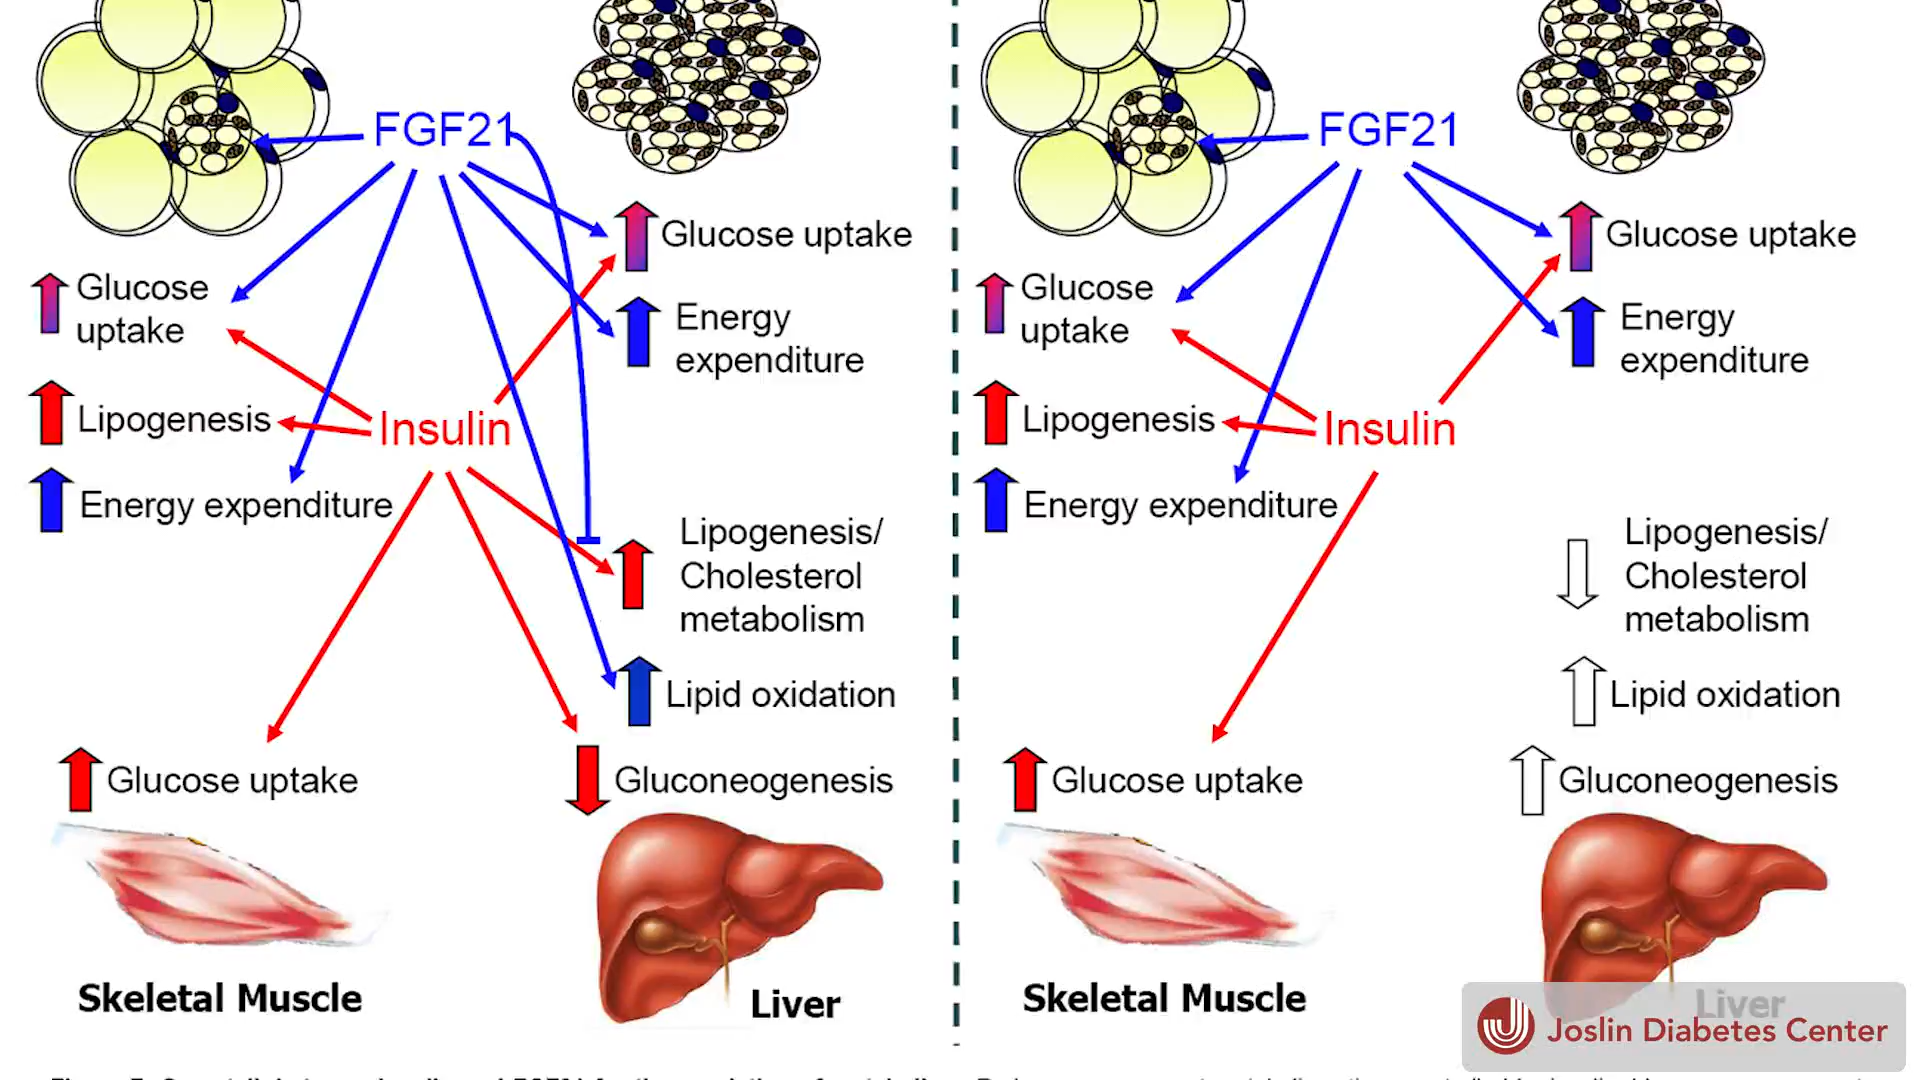 FGF21
Glucose uptake
Glucose
uptake
Energy
expenditure
Lipogenesis
Insulin
Energy expenditure
Lipogenesis/
Cholesterol
metabolism
Lipid oxidation
Glucose uptake
Gluconeogenesis
Skeletal Muscle
Liver
FGF21
Glucose uptake
Glucose
uptake
Energy
expenditure
Lipogenesis
Insulin
Energy expenditure
Lipogenesis/
Cholesterol
metabolism
Lipid oxidation
Glucose uptake
Gluconeogenesis
Skeletal Muscle
Liver
Joslin Diabetes Center